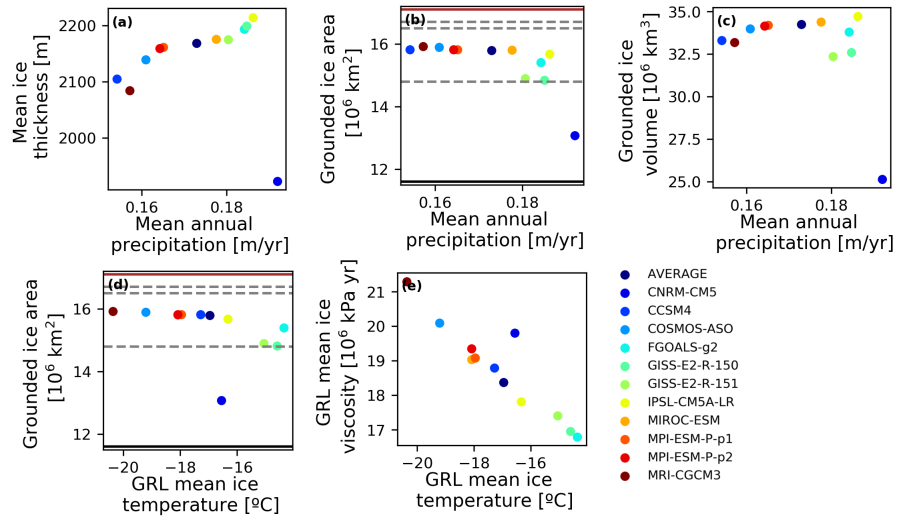 (a)
Mean ice
thickness [m]
2200
2100
2000
0.16
0.18
Mean annual
precipitation [m/yr]
(b)
Grounded ice area
[10⁶ km²]
16
14
12
0.16
0.18
Mean annual
precipitation [m/yr]
(c)
Grounded ice
volume [10⁶ km³]
35.0
32.5
30.0
27.5
25.0
0.16
0.18
Mean annual
precipitation [m/yr]
(d)
Grounded ice area
[10⁶ km²]
16
14
12
−20
−18
−16
GRL mean ice
temperature [ºC]
(e)
GRL mean ice
viscosity [10⁶ kPa yr]
21
20
19
18
17
−20
−18
−16
GRL mean ice
temperature [ºC]
AVERAGE
CNRM-CM5
CCSM4
COSMOS-ASO
FGOALS-g2
GISS-E2-R-150
GISS-E2-R-151
IPSL-CM5A-LR
MIROC-ESM
MPI-ESM-P-p1
MPI-ESM-P-p2
MRI-CGCM3